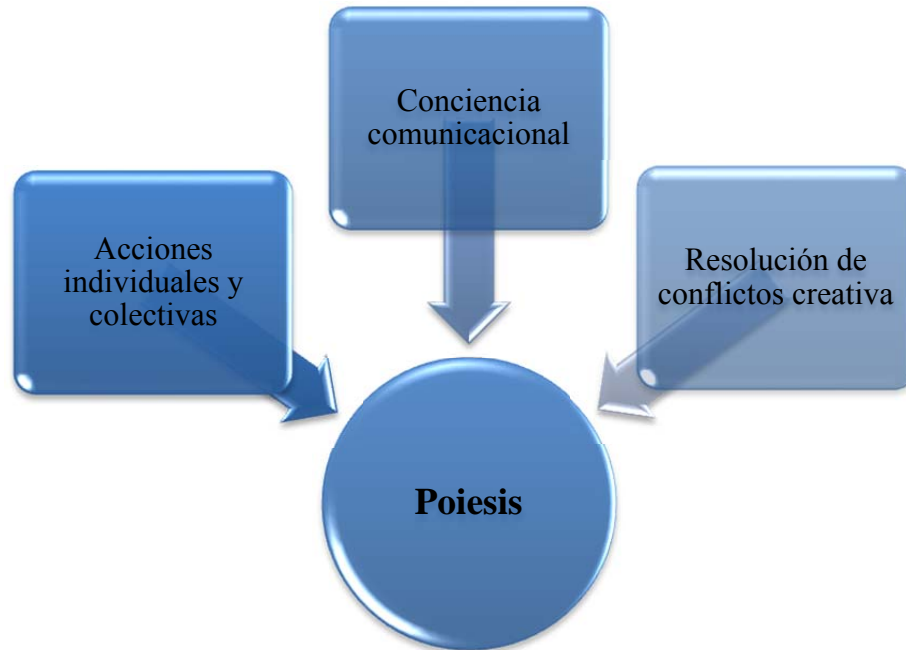 Conciencia
comunicacional
Acciones
individuales y
colectivas
Resolución de
conflictos creativa
Poiesis